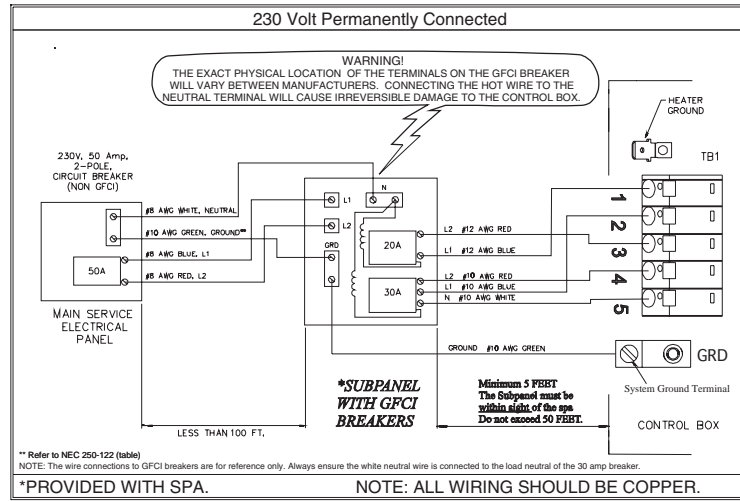 230 Volt Permanently Connected
WARNING!
THE EXACT PHYSICAL LOCATION OF THE TERMINALS ON THE GFCI BREAKER
WILL VARY BETWEEN MANUFACTURERS. CONNECTING THE HOT WIRE TO THE
NEUTRAL TERMINAL WILL CAUSE IRREVERSIBLE DAMAGE TO THE CONTROL BOX.
230V, 50 Amp,
2-POLE,
CIRCUIT BREAKER
(NON GFCI)
#8 AWG WHITE, NEUTRAL
#10 AWG GREEN, GROUND**
#8 AWG BLUE, L1
#8 AWG RED, L2
50A
MAIN SERVICE
ELECTRICAL
PANEL
LESS THAN 100 FT.
N
L1
L2
GRD
20A
30A
L2 #12 AWG RED
L1 #12 AWG BLUE
L2 #10 AWG RED
L1 #10 AWG BLUE
N #10 AWG WHITE
GROUND #10 AWG GREEN
*SUBPANEL
WITH GFCI
BREAKERS
Minimum 5 FEET
The Subpanel must be
within sight of the spa
Do not exceed 50 FEET.
HEATER
GROUND
TB1
1
2
3
4
5
GRD
System Ground Terminal
CONTROL BOX
** Refer to NEC 250-122 (table)
NOTE: The wire connections to GFCI breakers are for reference only. Always ensure the white neutral wire is connected to the load neutral of the 30 amp breaker.
*PROVIDED WITH SPA. NOTE: ALL WIRING SHOULD BE COPPER.